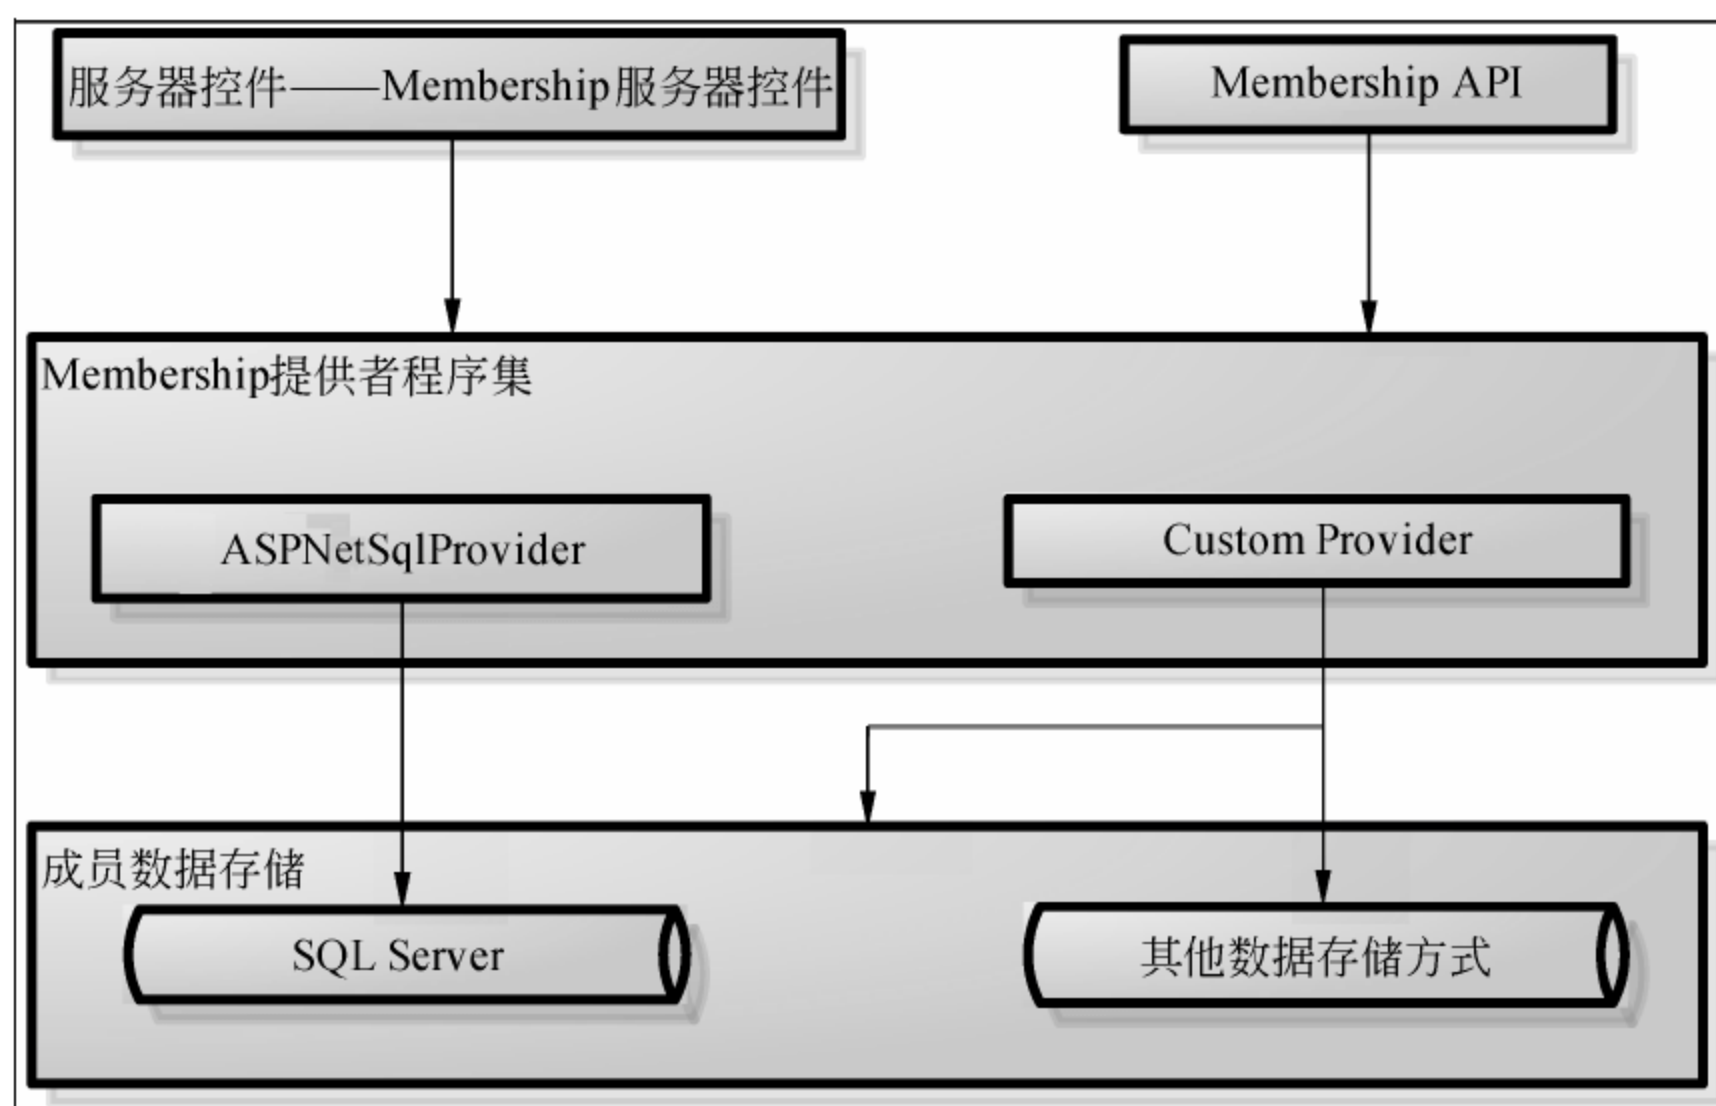 服务器控件——Membership服务器控件
Membership API
Membership提供者程序集
ASPNetSqlProvider
Custom Provider
成员数据存储
SQL Server
其他数据存储方式